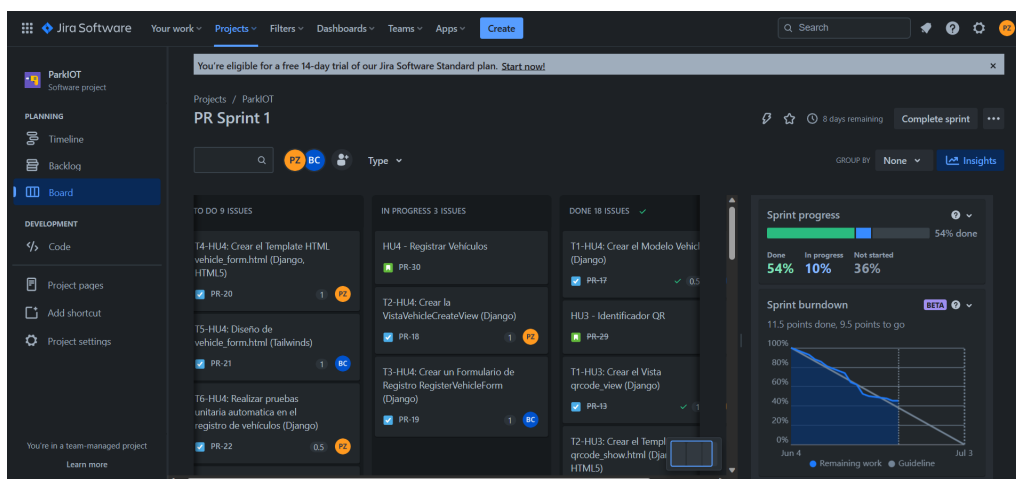 Jira Software Your work Projects Filters Dashboards Teams Apps Create Search PZ
ParkIOT
Software project
PLANNING
Timeline
Backlog
Board
DEVELOPMENT
Code
Project pages
Add shortcut
Project settings
You're in a team-managed project
Learn more
You're eligible for a free 14-day trial of our Jira Software Standard plan. Start now!
Projects / ParkIOT
PR Sprint 1
8 days remaining Complete sprint
PZ BC Type
GROUP BY None Insights
TO DO 9 ISSUES
T4-HU4: Crear el Template HTML
vehicle_form.html (Django,
HTML5)
PR-20 1 PZ
T5-HU4: Diseño de
vehicle_form.html (Tailwinds)
PR-21 1 BC
T6-HU4: Realizar pruebas
unitaria automatica en el
registro de vehículos (Django)
PR-22 0.5 PZ
IN PROGRESS 3 ISSUES
HU4 - Registrar Vehículos
PR-30
T2-HU4: Crear la
VistaVehicleCreateView (Django)
PR-18 1 PZ
T3-HU4: Crear un Formulario de
Registro RegisterVehicleForm
(Django)
PR-19 1 BC
DONE 18 ISSUES
T1-HU4: Crear el Modelo Vehicl
(Django)
PR-17 0.5
HU3 - Identificador QR
PR-29
T1-HU3: Crear el Vista
qrcode_view (Django)
PR-13 1
T2-HU3: Crear el Templ
qrcode_show.html (Dja
HTML5)
Sprint progress
54% done
Done In progress Not started
54% 10% 36%
Sprint burndown BETA
11.5 points done, 9.5 points to go
100%
80%
60%
40%
20%
0%
Jun 4 Jul 3
Remaining work Guideline